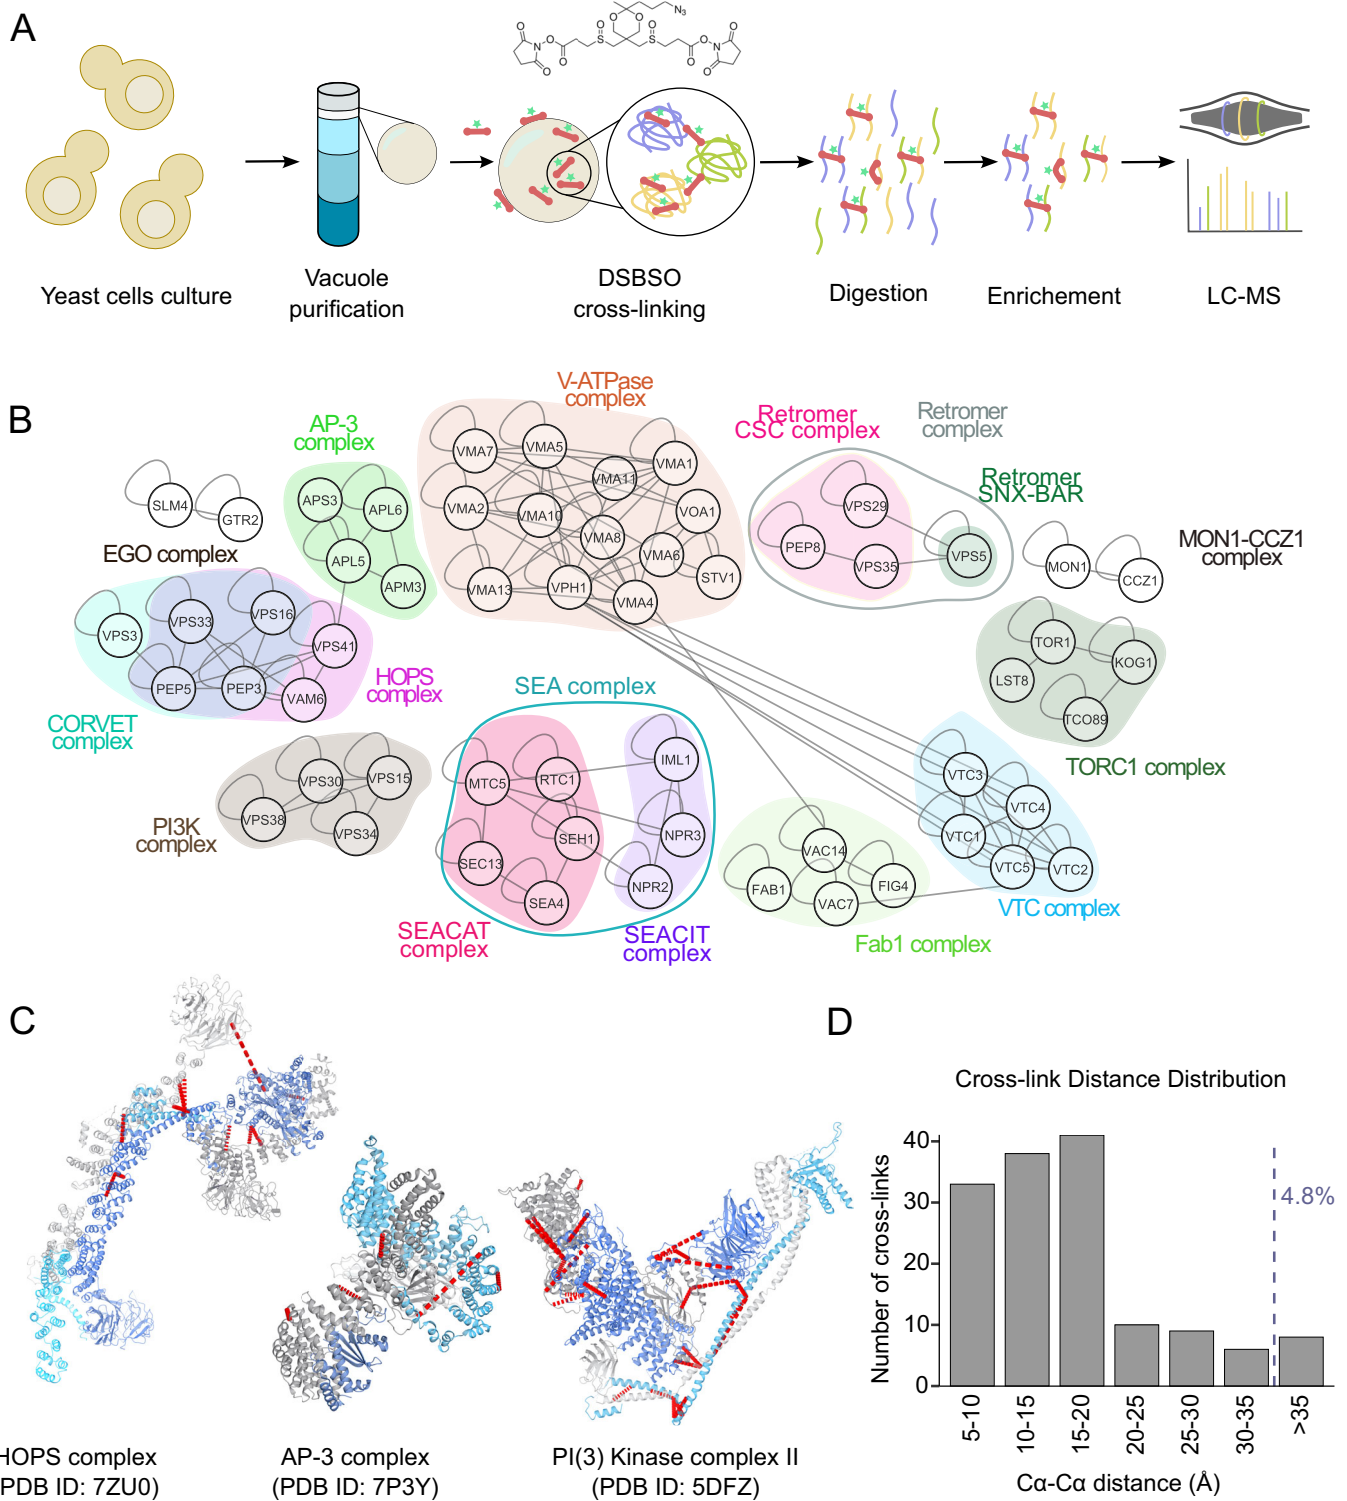 A
N₃
O O
O O
S S
O O
N O O N
O O
O O
Yeast cells culture
Vacuole
purification
DSBSO
cross-linking
Digestion
Enrichement
LC-MS
B
V-ATPase
complex
AP-3
complex
Retromer
CSC complex
Retromer
complex
Retromer
SNX-BAR
SLM4
GTR2
EGO complex
APS3
APL6
APL5
APM3
VMA7
VMA5
VMA11
VMA1
VMA2
VMA10
VMA8
VOA1
VMA6
STV1
VMA13
VPH1
VMA4
VPS29
PEP8
VPS35
VPS5
MON1
CCZ1
MON1-CCZ1
complex
VPS3
VPS33
VPS16
VPS41
PEP5
PEP3
VAM6
HOPS
complex
CORVET
complex
TOR1
KOG1
LST8
TCO89
TORC1 complex
SEA complex
VPS30
VPS15
VPS38
VPS34
PI3K
complex
MTC5
RTC1
SEH1
SEC13
SEA4
IML1
NPR3
NPR2
SEACAT
complex
SEACIT
complex
VAC14
FAB1
VAC7
FIG4
Fab1 complex
VTC3
VTC4
VTC1
VTC5
VTC2
VTC complex
C
HOPS complex
(PDB ID: 7ZU0)
AP-3 complex
(PDB ID: 7P3Y)
PI(3) Kinase complex II
(PDB ID: 5DFZ)
D
Cross-link Distance Distribution
Number of cross-links
40
30
20
10
0
4.8%
5-10
10-15
15-20
20-25
25-30
30-35
>35
Cα-Cα distance (Å)